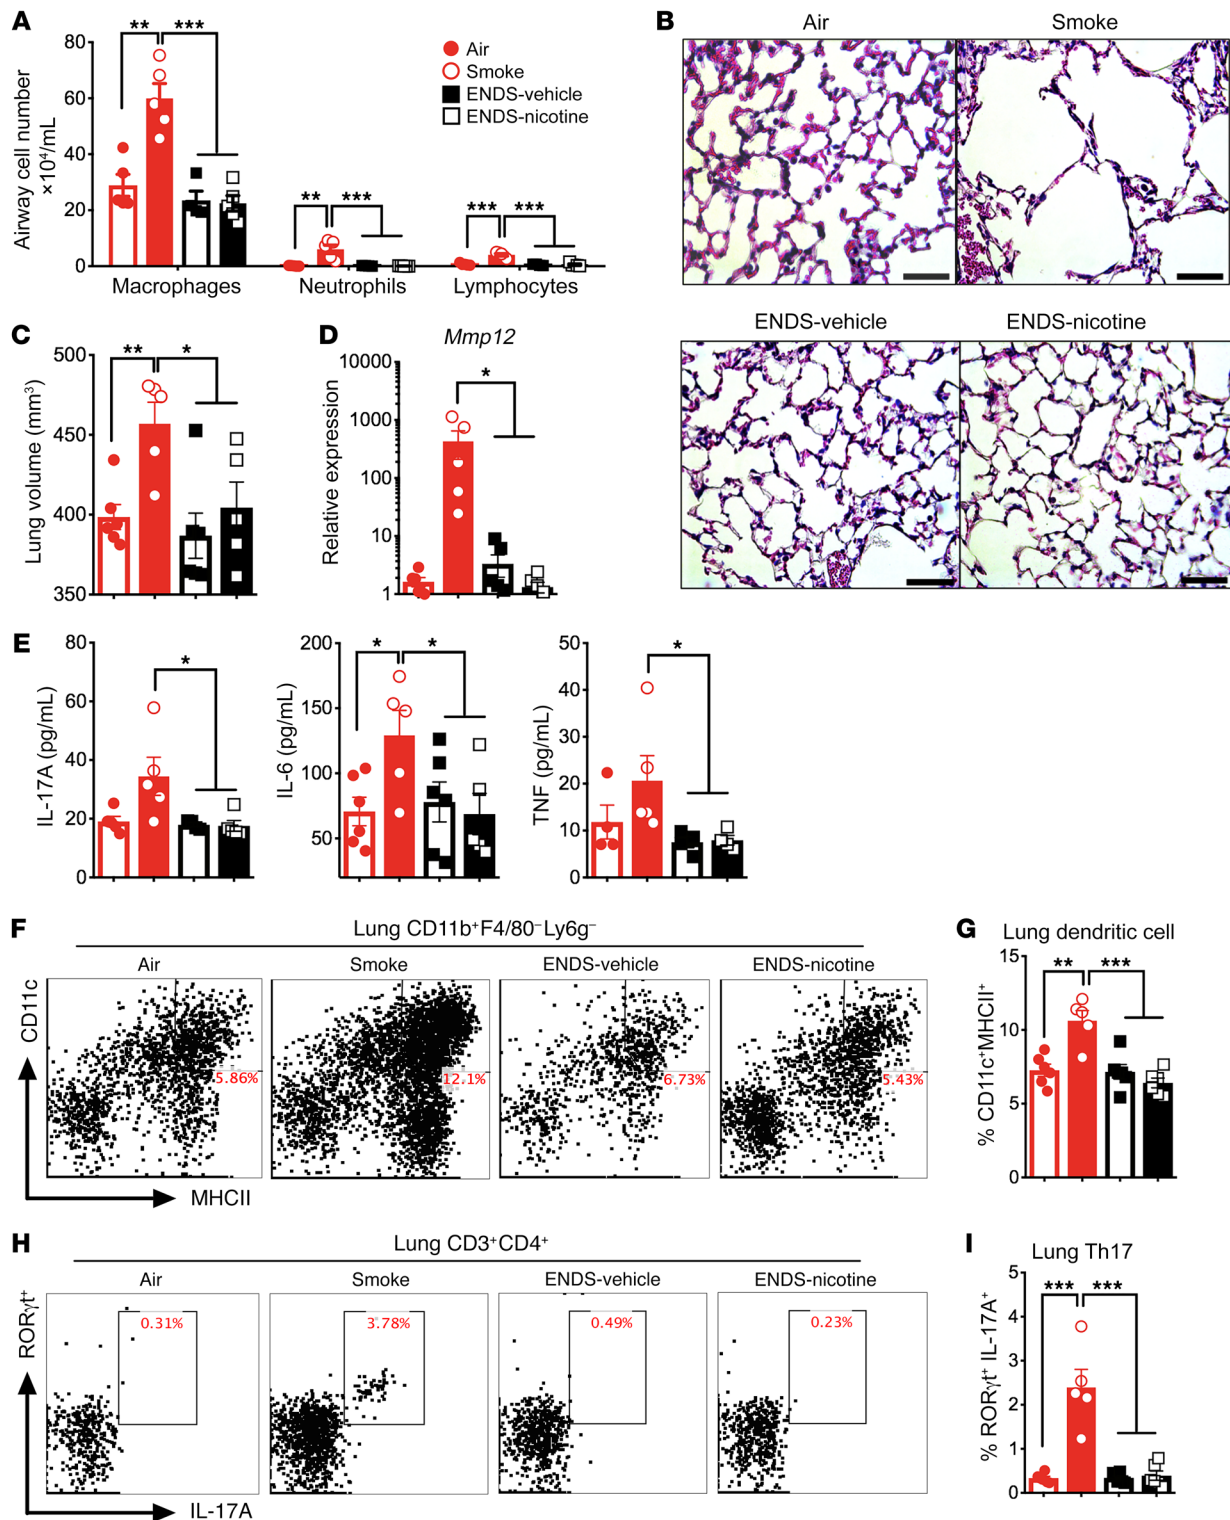 A
Airway cell number
×10⁴/mL
80
60
40
20
0
** ***
** ***
*** ***
Macrophages Neutrophils Lymphocytes
Air
Smoke
ENDS-vehicle
ENDS-nicotine
B
Air Smoke
ENDS-vehicle ENDS-nicotine
C
Lung volume (mm³)
500
450
400
350
** *
D
Mmp12
Relative expression
10000
1000
100
10
1
*
E
IL-17A (pg/mL)
80
60
40
20
0
*
IL-6 (pg/mL)
200
150
100
50
* *
TNF (pg/mL)
50
40
30
20
10
0
*
F
Lung CD11b⁺F4/80⁻Ly6g⁻
Air Smoke ENDS-vehicle ENDS-nicotine
CD11c
5.86% 12.1% 6.73% 5.43%
MHCII
G
Lung dendritic cell
% CD11c⁺MHCII⁺
15
10
5
0
** ***
H
Lung CD3⁺CD4⁺
Air Smoke ENDS-vehicle ENDS-nicotine
RORγt⁺
0.31% 3.78% 0.49% 0.23%
IL-17A
I
Lung Th17
% RORγt⁺ IL-17A⁺
5
4
3
2
1
0
*** ***